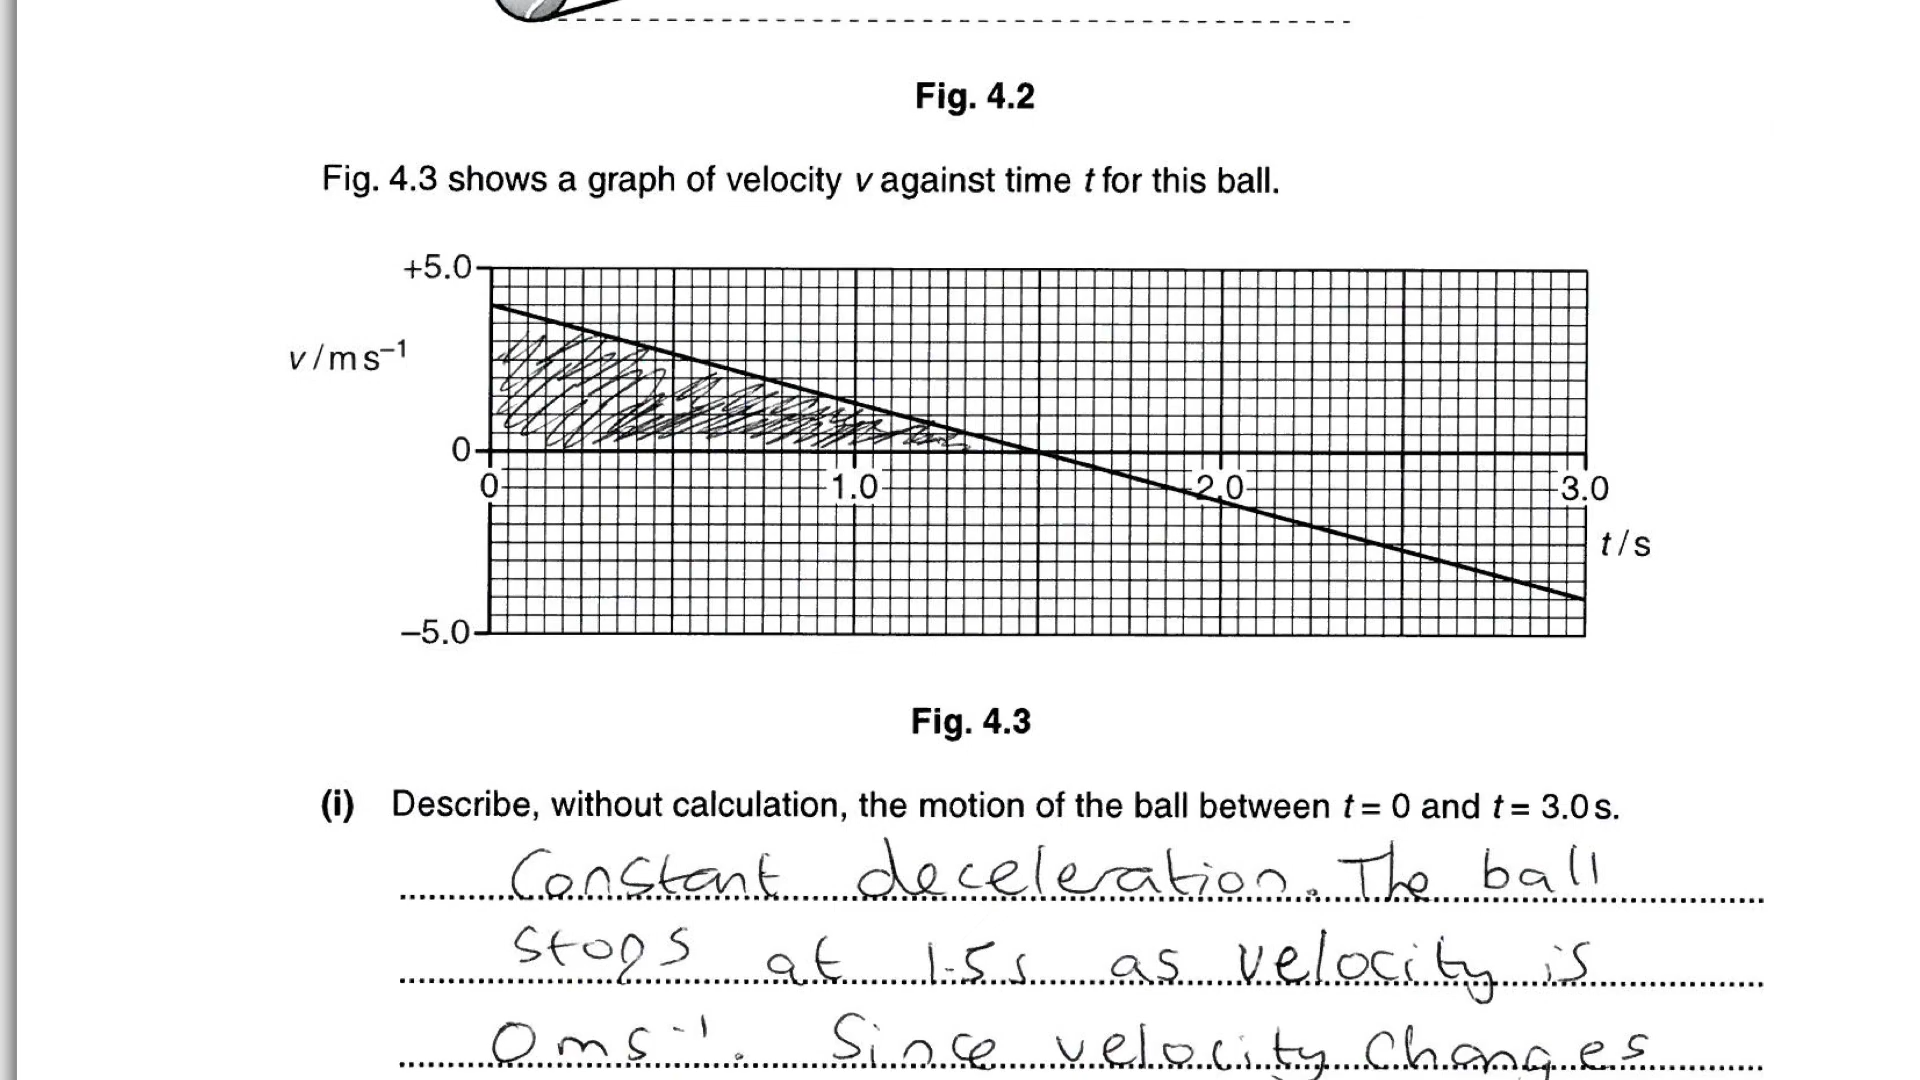 Fig. 4.2
Fig. 4.3 shows a graph of velocity v against time t for this ball.
+5.0
v/ms⁻¹
0
0 1.0 2.0 3.0
t/s
–5.0
Fig. 4.3
(i) Describe, without calculation, the motion of the ball between t = 0 and t = 3.0s.
Constant deceleration. The ball
stops at 1.5s as velocity is
0ms⁻¹. Since velocity changes